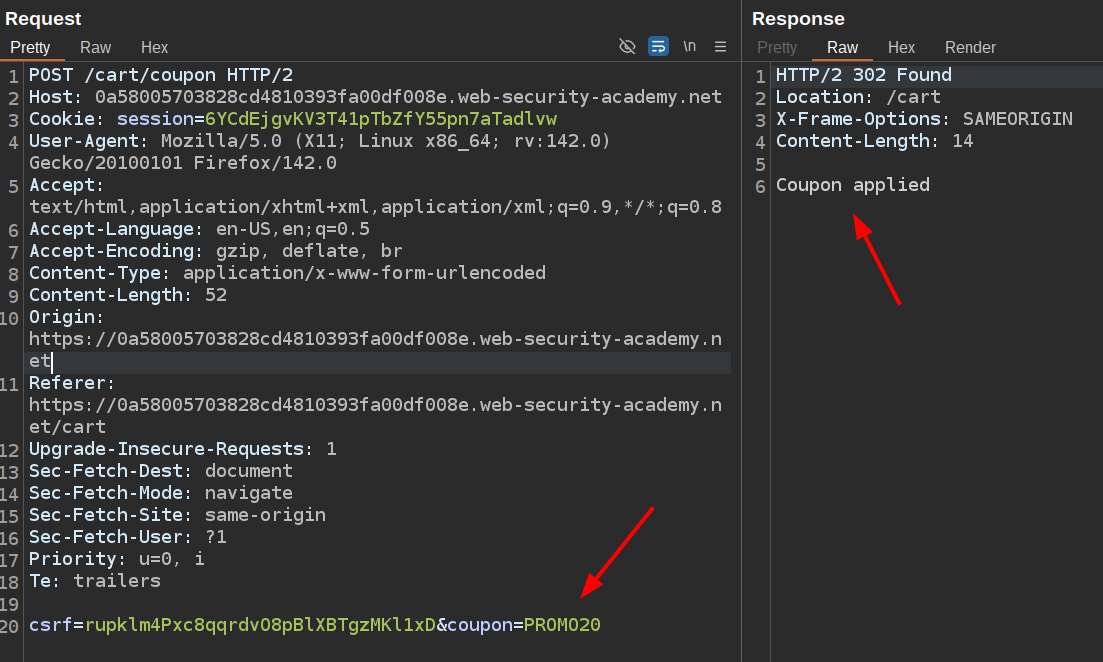 Request
Pretty Raw Hex
\n
1 POST /cart/coupon HTTP/2
2 Host: 0a58005703828cd4810393fa00df008e.web-security-academy.net
3 Cookie: session=6YCdEjgvKV3T41pTbZfY55pn7aTadlvw
4 User-Agent: Mozilla/5.0 (X11; Linux x86_64; rv:142.0)
Gecko/20100101 Firefox/142.0
5 Accept:
text/html,application/xhtml+xml,application/xml;q=0.9,*/*;q=0.8
6 Accept-Language: en-US,en;q=0.5
7 Accept-Encoding: gzip, deflate, br
8 Content-Type: application/x-www-form-urlencoded
9 Content-Length: 52
10 Origin:
https://0a58005703828cd4810393fa00df008e.web-security-academy.n
et
11 Referer:
https://0a58005703828cd4810393fa00df008e.web-security-academy.n
et/cart
12 Upgrade-Insecure-Requests: 1
13 Sec-Fetch-Dest: document
14 Sec-Fetch-Mode: navigate
15 Sec-Fetch-Site: same-origin
16 Sec-Fetch-User: ?1
17 Priority: u=0, i
18 Te: trailers
19
20 csrf=rupklm4Pxc8qqrdvO8pBlXBTgzMKl1xD&coupon=PROMO20
Response
Pretty Raw Hex Render
1 HTTP/2 302 Found
2 Location: /cart
3 X-Frame-Options: SAMEORIGIN
4 Content-Length: 14
5
6 Coupon applied